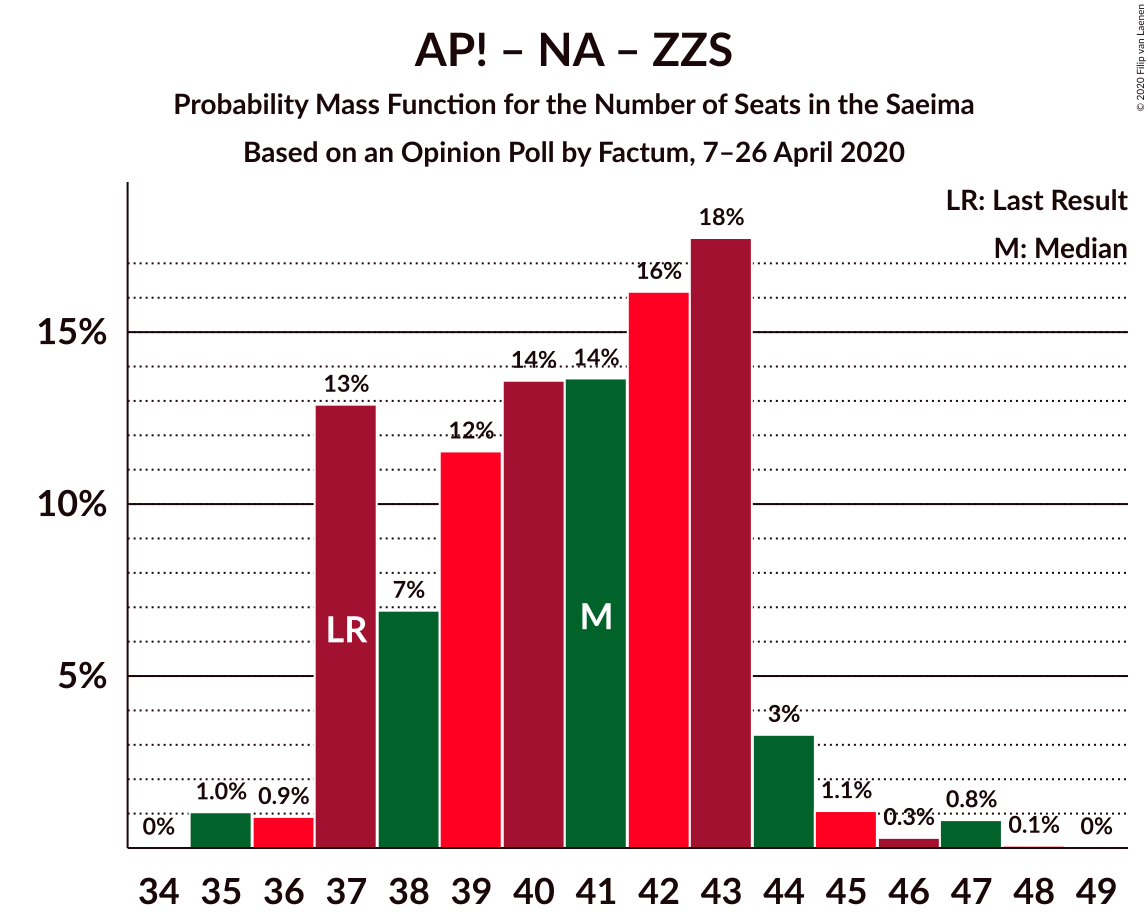 AP! – NA – ZZS
Probability Mass Function for the Number of Seats in the Saeima
Based on an Opinion Poll by Factum, 7–26 April 2020
© 2020 Filip van Laenen
LR: Last Result
M: Median
15%
10%
5%
0%
1.0%
0.9%
13%
7%
12%
14%
14%
16%
18%
3%
1.1%
0.3%
0.8%
0.1%
0%
LR
M
34 35 36 37 38 39 40 41 42 43 44 45 46 47 48 49